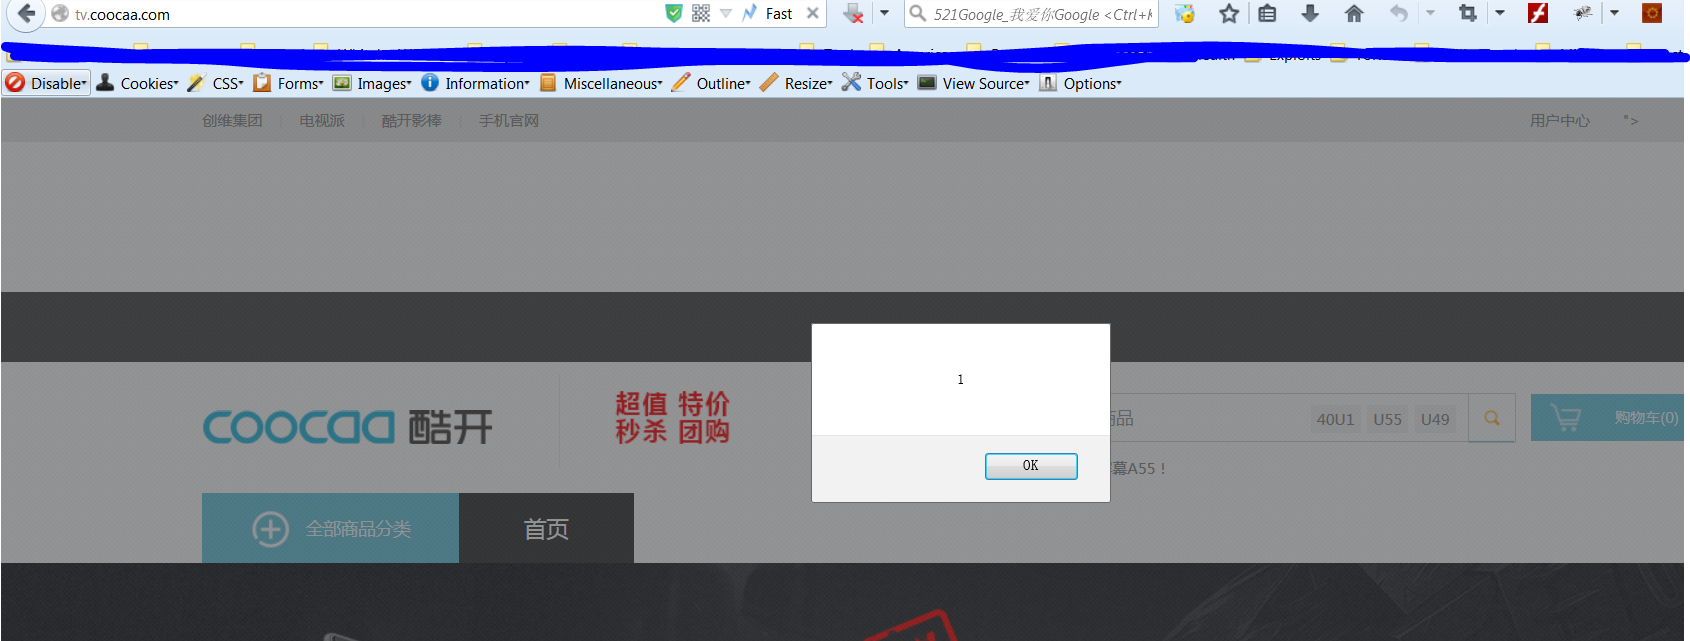 tv.coocaa.com Fast 521Google_我爱你Google <Ctrl+K
Disable Cookies CSS Forms Images Information Miscellaneous Outline Resize Tools View Source Options
创维集团 电视派 酷开影棒 手机官网 用户中心 ">
1
OK
coocaa 酷开
超值 特价
秒杀 团购
商品 40U1 U55 U49 购物车(0)
幕A55！
全部商品分类 首页